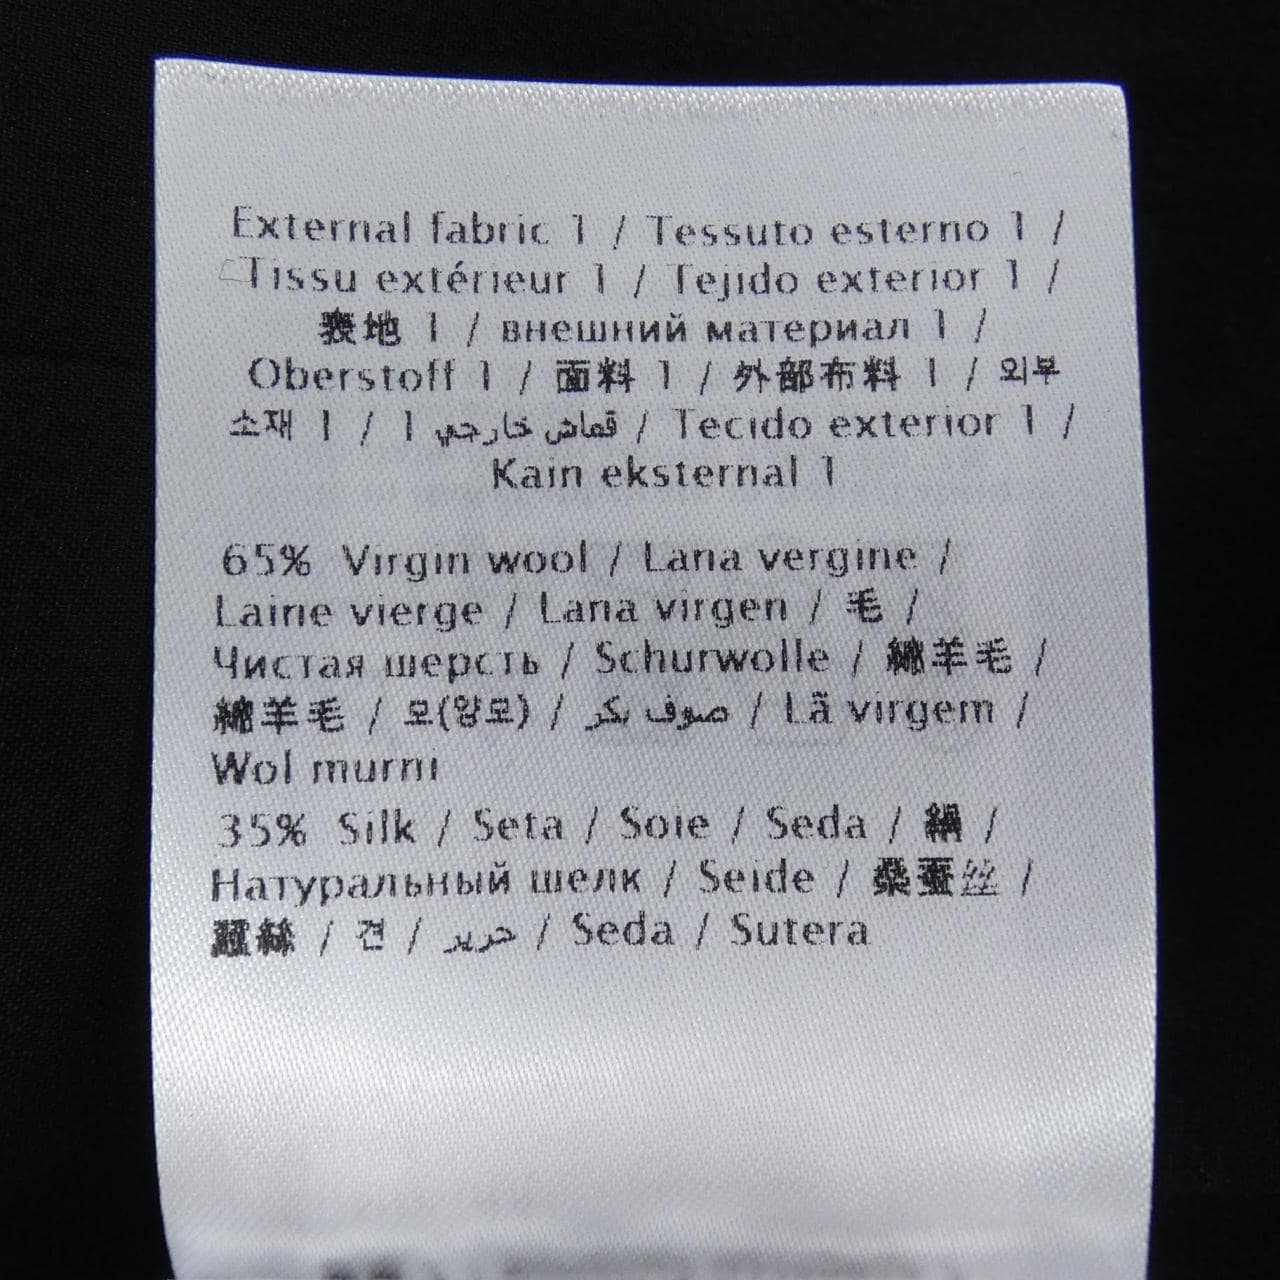 External fabric 1 / Tessuto esterno 1 /
Tissu extérieur 1 / Tejido exterior 1 /
表地 1 / внешний материал 1 /
Oberstoff 1 / 面料 1 / 外部布料 1 / 외부
소재 1 / قماش خارجي 1 / Tecido exterior 1 /
Kain eksternal 1
65% Virgin wool / Lana vergine /
Laine vierge / Lana virgen / 毛 /
Чистая шерсть / Schurwolle / 綿羊毛 /
綿羊毛 / 모(양모) / صوف بكر / Lã virgem /
Wol murni
35% Silk / Seta / Soie / Seda / 絹 /
Натуральный шелк / Seide / 桑蚕丝 /
蠶絲 / 견 / حرير / Seda / Sutera